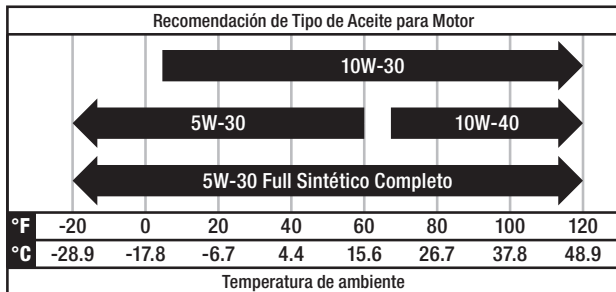 Recomendación de Tipo de Aceite para Motor
10W-30
5W-30 10W-40
5W-30 Full Sintético Completo
°F -20 0 20 40 60 80 100 120
°C -28.9 -17.8 -6.7 4.4 15.6 26.7 37.8 48.9
Temperatura de ambiente